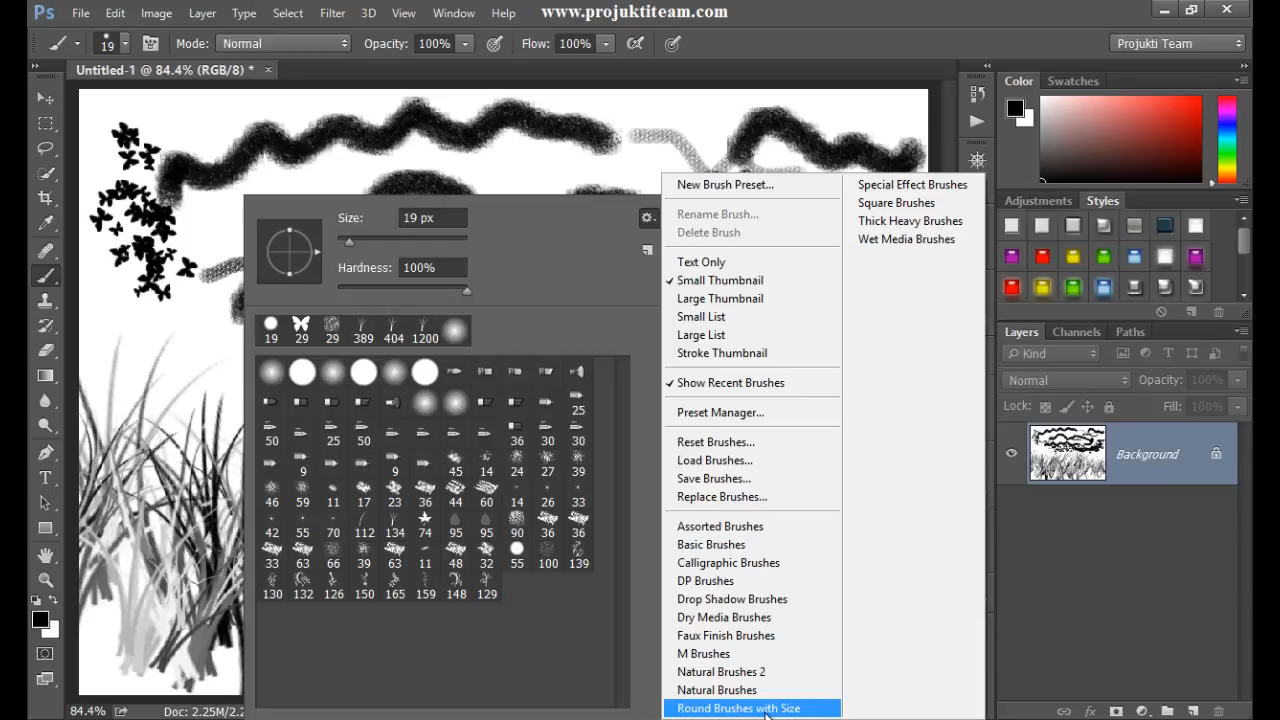 Ps File Edit Image Layer Type Select Filter 3D View Window Help www.projuktiteam.com
19 Mode: Normal Opacity: 100% Flow: 100% Projukti Team
Untitled-1 @ 84.4% (RGB/8) * ×
Color Swatches
Size: 19 px
Hardness: 100%
19 29 29 389 404 1200
25
50 25 50 36 30 30
9 9 45 14 24 27 39
46 59 11 17 23 36 44 60 14 26 33
42 55 70 112 134 74 95 95 90 36 36
33 63 66 39 63 11 48 32 55 100 139
130 132 126 150 165 159 148 129
New Brush Preset...
Rename Brush...
Delete Brush
Text Only
Small Thumbnail
Large Thumbnail
Small List
Large List
Stroke Thumbnail
Show Recent Brushes
Preset Manager...
Reset Brushes...
Load Brushes...
Save Brushes...
Replace Brushes...
Assorted Brushes
Basic Brushes
Calligraphic Brushes
DP Brushes
Drop Shadow Brushes
Dry Media Brushes
Faux Finish Brushes
M Brushes
Natural Brushes 2
Natural Brushes
Round Brushes with Size
Special Effect Brushes
Square Brushes
Thick Heavy Brushes
Wet Media Brushes
Adjustments Styles
Layers Channels Paths
Kind
Normal Opacity: 100%
Lock: Fill: 100%
Background
fx
84.4% Doc: 2.25M/2.2